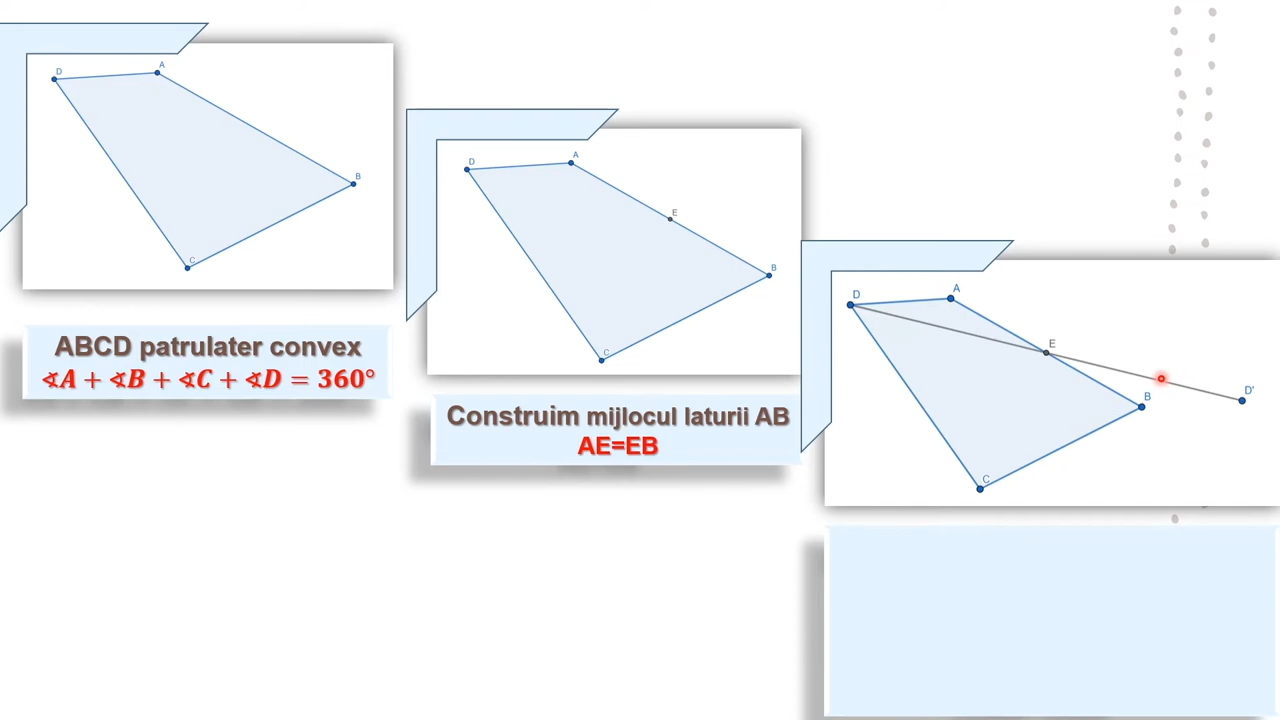 D
A
B
C
ABCD patrulater convex
∢A + ∢B + ∢C + ∢D = 360°
D
A
E
B
C
Construim mijlocul laturii AB
AE=EB
D
A
E
B
D'
C